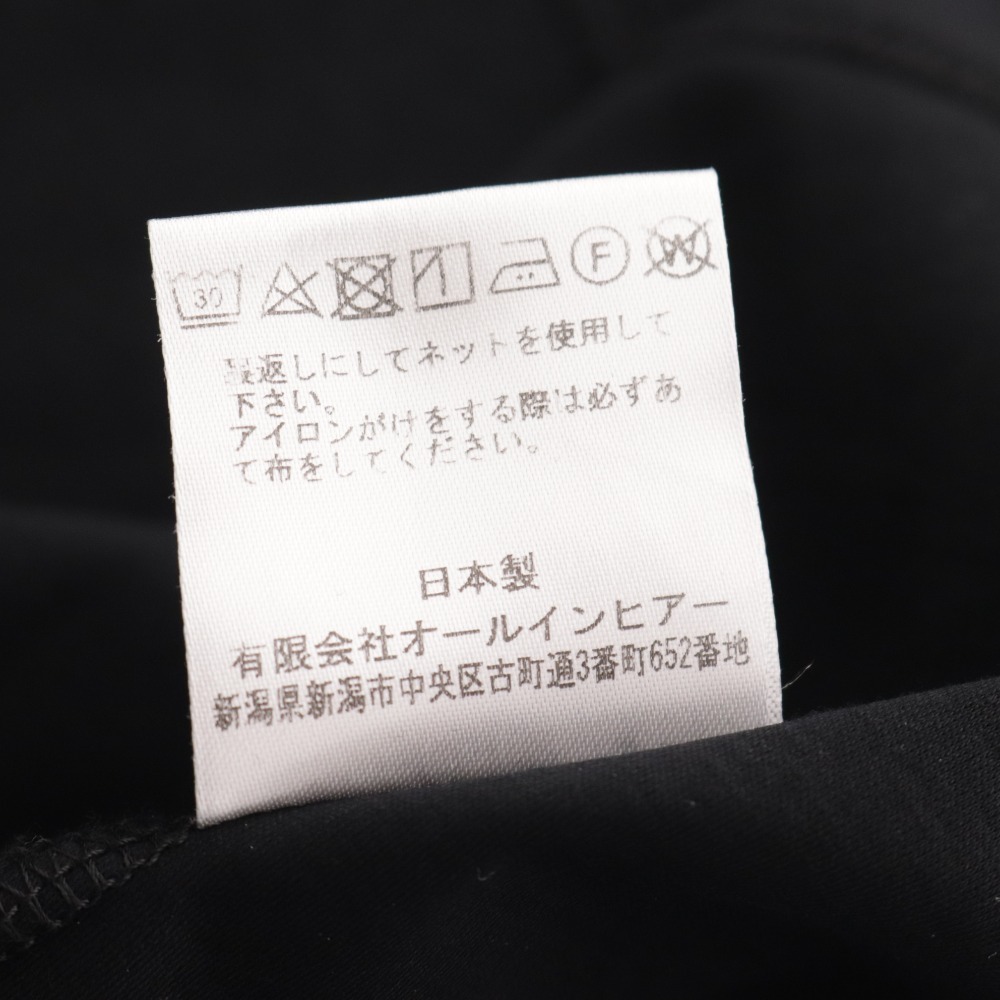 30 F W
裏返しにしてネットを使用して
下さい。
アイロンがけをする際は必ずあ
て布をしてください。
日本製
有限会社オールインヒアー
新潟県新潟市中央区古町通3番町652番地